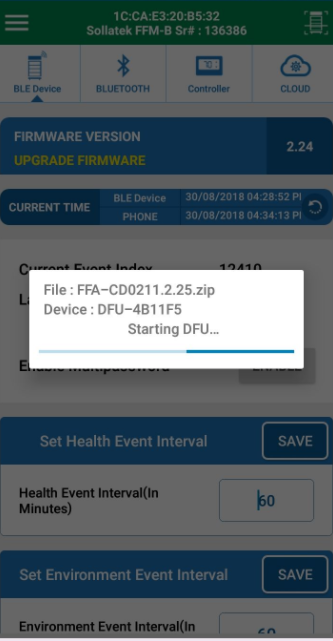 1C:CA:E3:20:B5:32
Sollatek FFM-B Sr# : 136386
BLE Device
BLUETOOTH
Controller
CLOUD
FIRMWARE VERSION
UPGRADE FIRMWARE
2.24
CURRENT TIME
BLE Device
30/08/2018 04:28:52 P
PHONE
30/08/2018 04:34:13 P
Current Event Index
12410
File : FFA-CD0211.2.25.zip
Device : DFU-4B11F5
Starting DFU...
Enable Multipassword
Set Health Event Interval
SAVE
Health Event Interval(In
Minutes)
60
Set Environment Event Interval
SAVE
Environment Event Interval(In
60